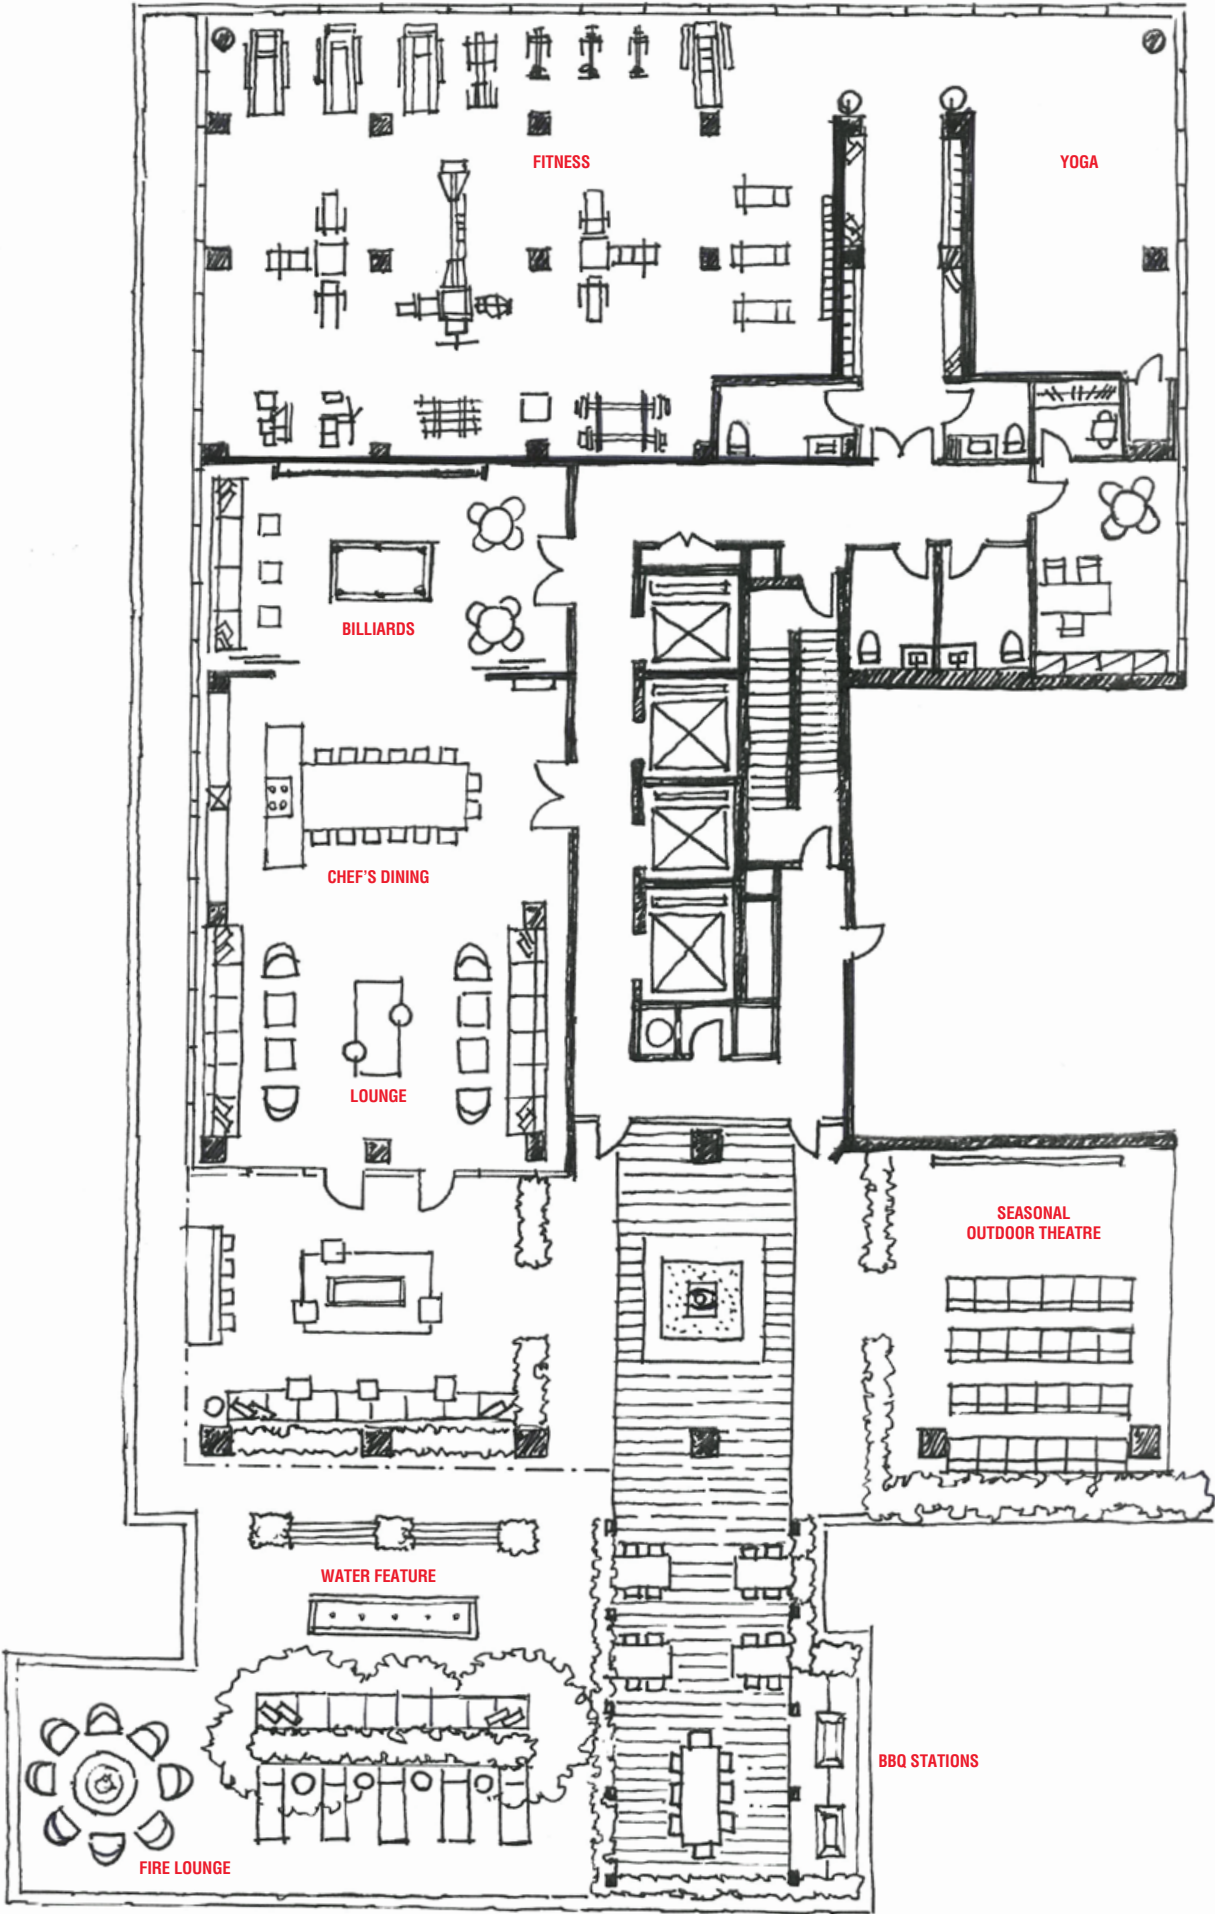 FITNESS
YOGA
BILLIARDS
CHEF'S DINING
LOUNGE
SEASONAL
OUTDOOR THEATRE
WATER FEATURE
BBQ STATIONS
FIRE LOUNGE